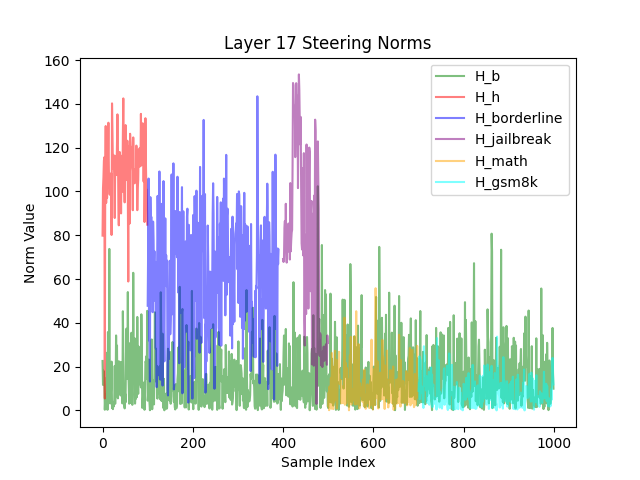 Layer 17 Steering Norms
Norm Value
160
140
120
100
80
60
40
20
0
H_b
H_h
H_borderline
H_jailbreak
H_math
H_gsm8k
0
200
400
600
800
1000
Sample Index